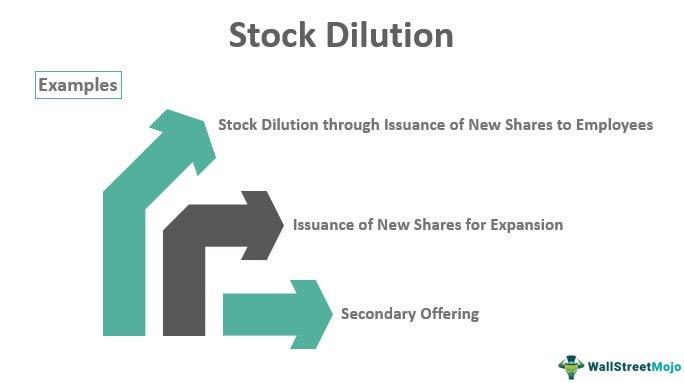 Stock Dilution
Examples
Stock Dilution through Issuance of New Shares to Employees
Issuance of New Shares for Expansion
Secondary Offering
WallStreetMojo